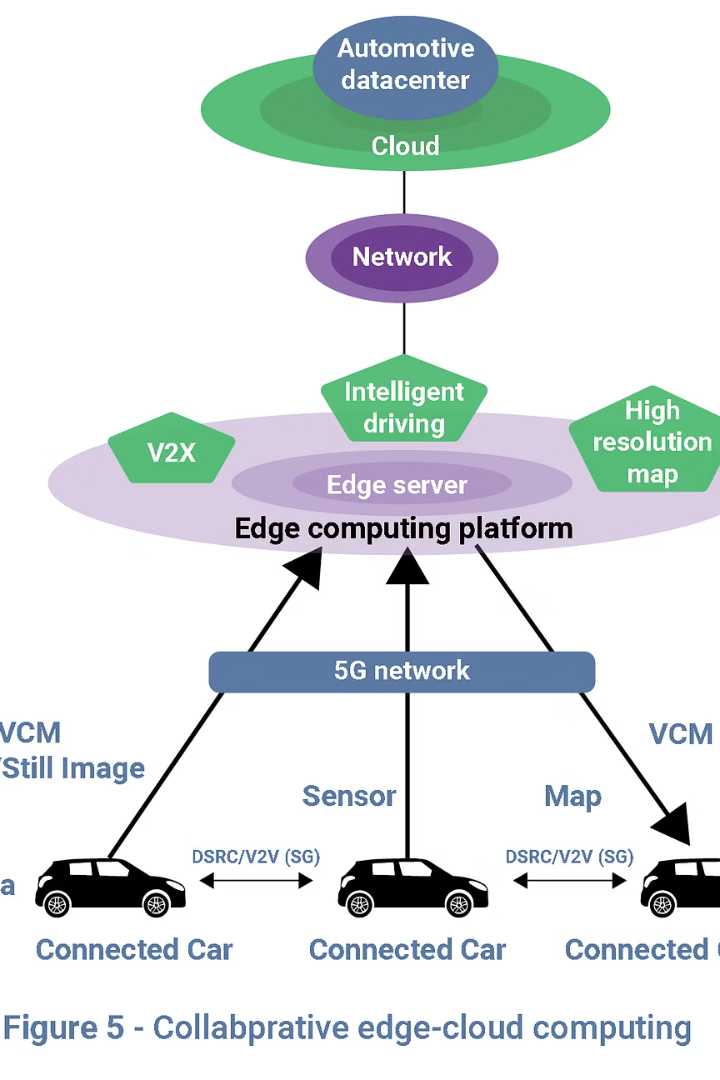 Automotive
datacenter
Cloud
Network
Intelligent
driving
V2X
High
resolution
map
Edge server
Edge computing platform
5G network
VCM
/Still Image
VCM
Sensor
Map
DSRC/V2V (SG)
DSRC/V2V (SG)
a
Connected Car
Connected Car
Connected
Figure 5 - Collabprative edge-cloud computing